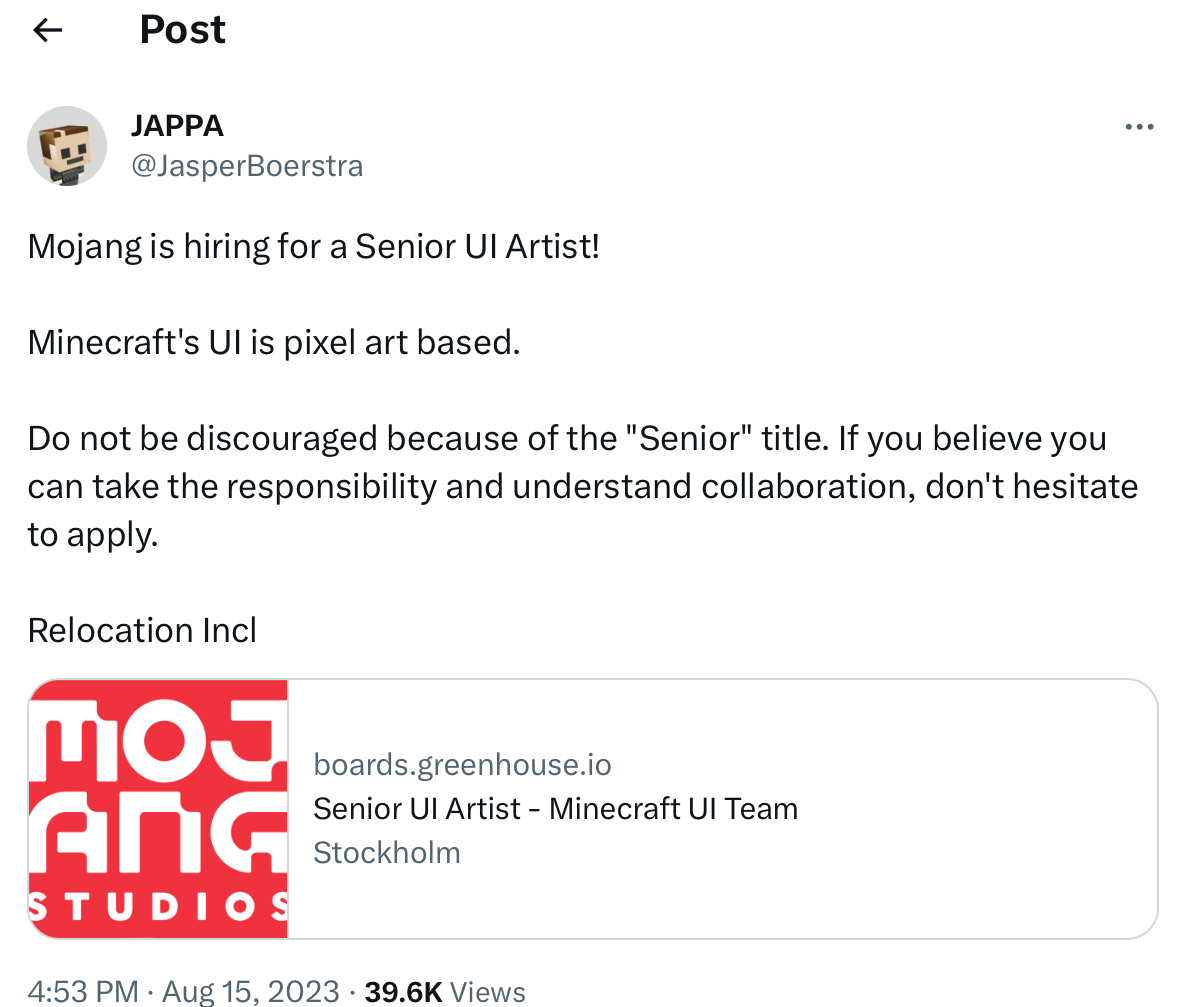 Post
JAPPA
@JasperBoerstra
Mojang is hiring for a Senior UI Artist!
Minecraft's UI is pixel art based.
Do not be discouraged because of the "Senior" title. If you believe you
can take the responsibility and understand collaboration, don't hesitate
to apply.
Relocation Incl
MOJ
ANG
STUDIOS
boards.greenhouse.io
Senior UI Artist - Minecraft UI Team
Stockholm
4:53 PM · Aug 15, 2023 · 39.6K Views